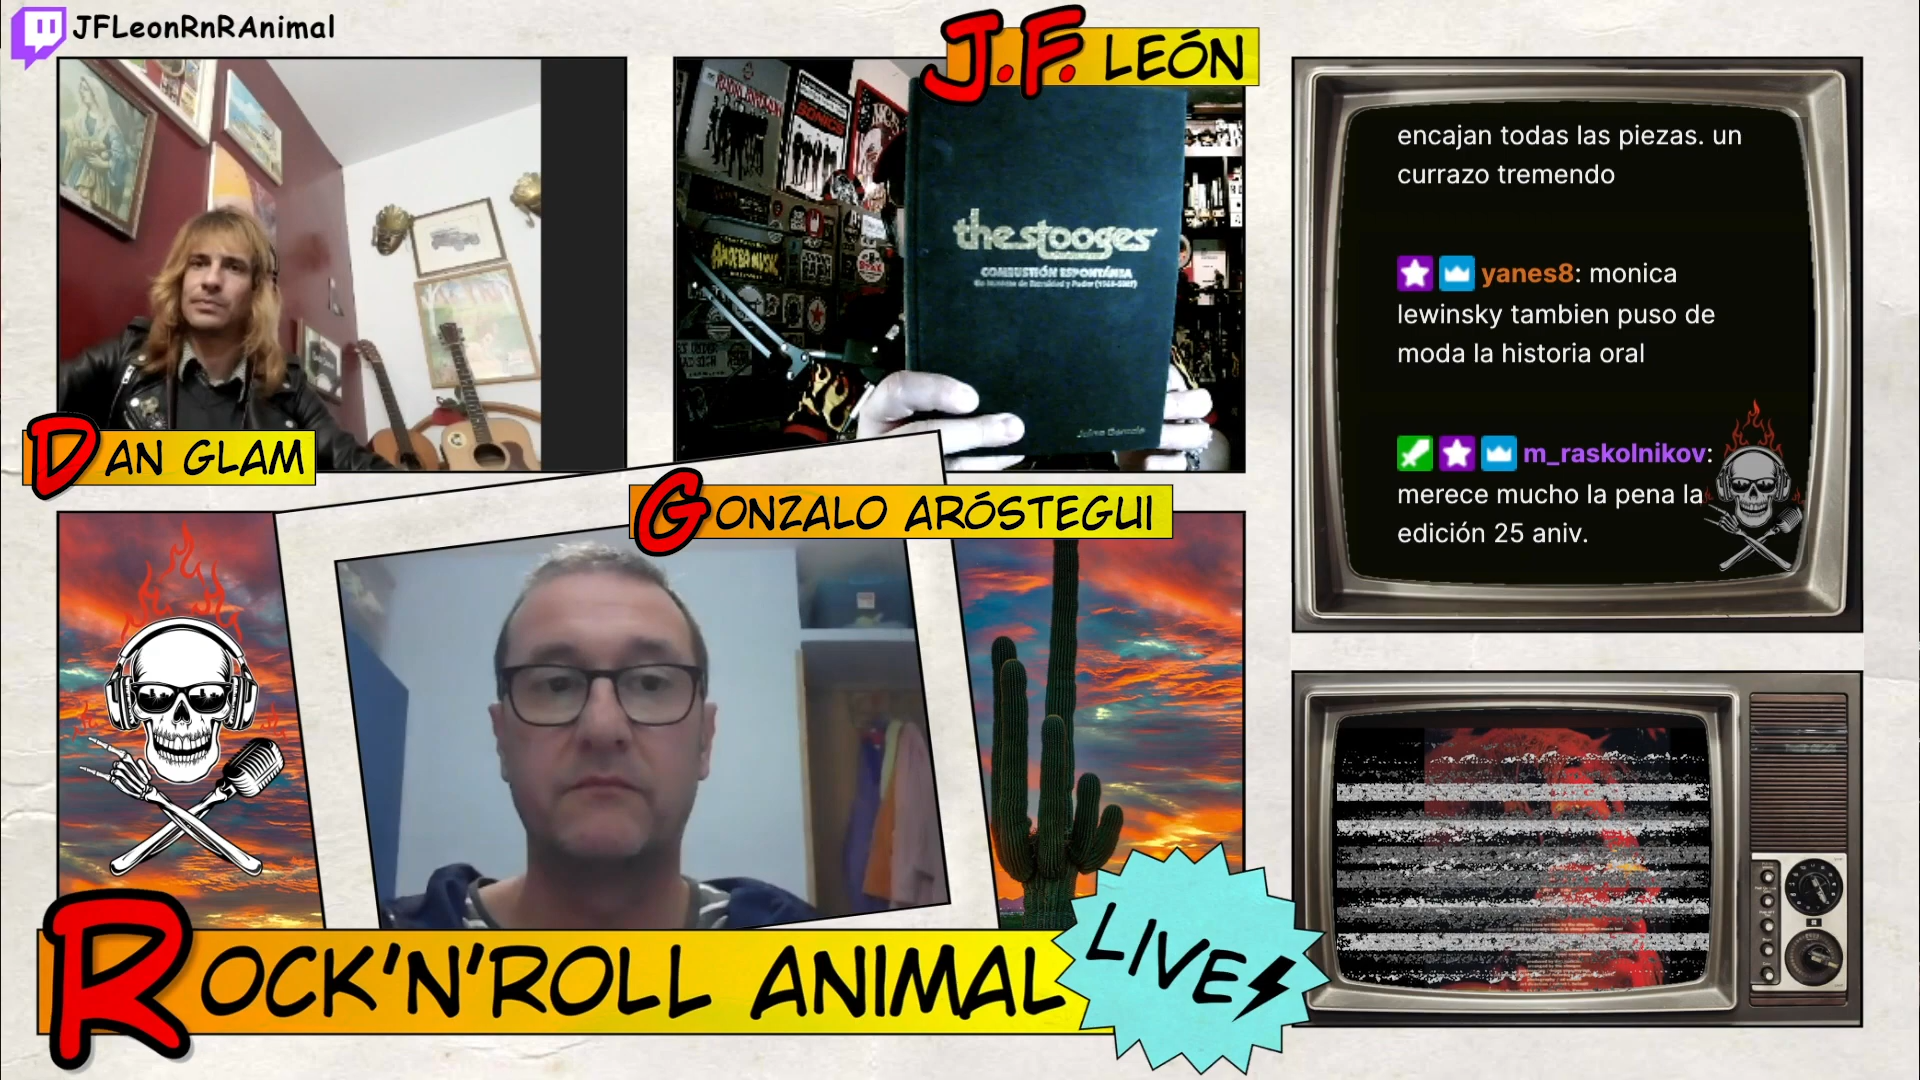 JFLeonRnRAnimal
J.F. LEÓN
SONICS
the stooges
COMBUSTIÓN ESPONTÁNEA
DAN GLAM
GONZALO ARÓSTEGUI
encajan todas las piezas. un
currazo tremendo
yanes8: monica
lewinsky tambien puso de
moda la historia oral
m_raskolnikov:
merece mucho la pena la
edición 25 aniv.
ROCK'N'ROLL ANIMAL
LIVE